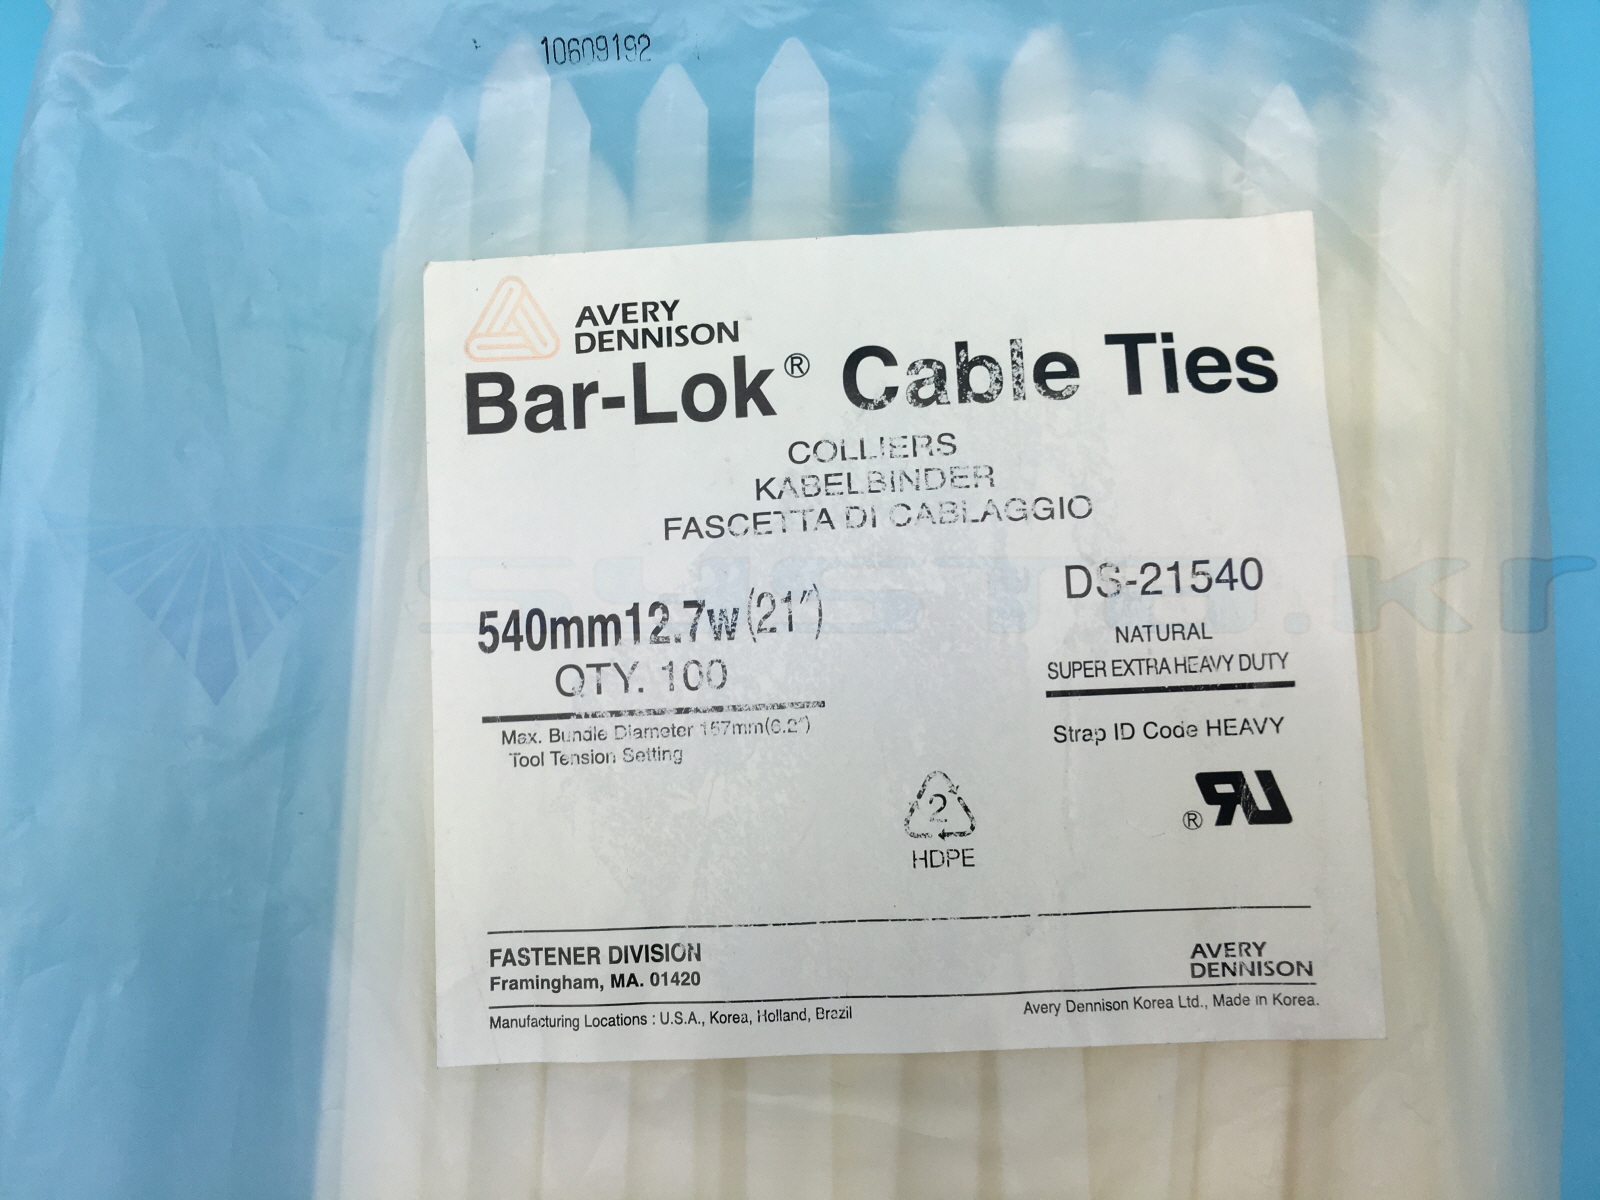 10609192
AVERY
DENNISON
Bar-Lok® Cable Ties
COLLIERS
KABELBINDER
FASCETTA DI CABLAGGIO
DS-21540
540mm12.7w(21")
NATURAL
QTY. 100
SUPER EXTRA HEAVY DUTY
Max. Bundle Diameter 157mm(6.2")
Strap ID Code HEAVY
Tool Tension Setting
2
HDPE
®
FASTENER DIVISION
Framingham, MA. 01420
AVERY
DENNISON
Manufacturing Locations : U.S.A., Korea, Holland, Brazil
Avery Dennison Korea Ltd., Made in Korea.